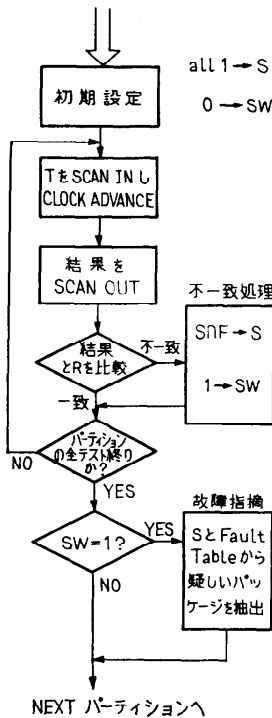 all 1→S
初期設定
0→SW
TをSCAN INし
CLOCK ADVANCE
結果を
SCAN OUT
不一致処理
結果
とRを比較
不一致
S∩F→S
1→SW
一致
パーティション
の全テスト終り
か?
NO
YES
故障指摘
SW=1?
YES
SとFault
Tableから
疑しいパッ
ケージを抽出
NO
NEXT パーティションへ